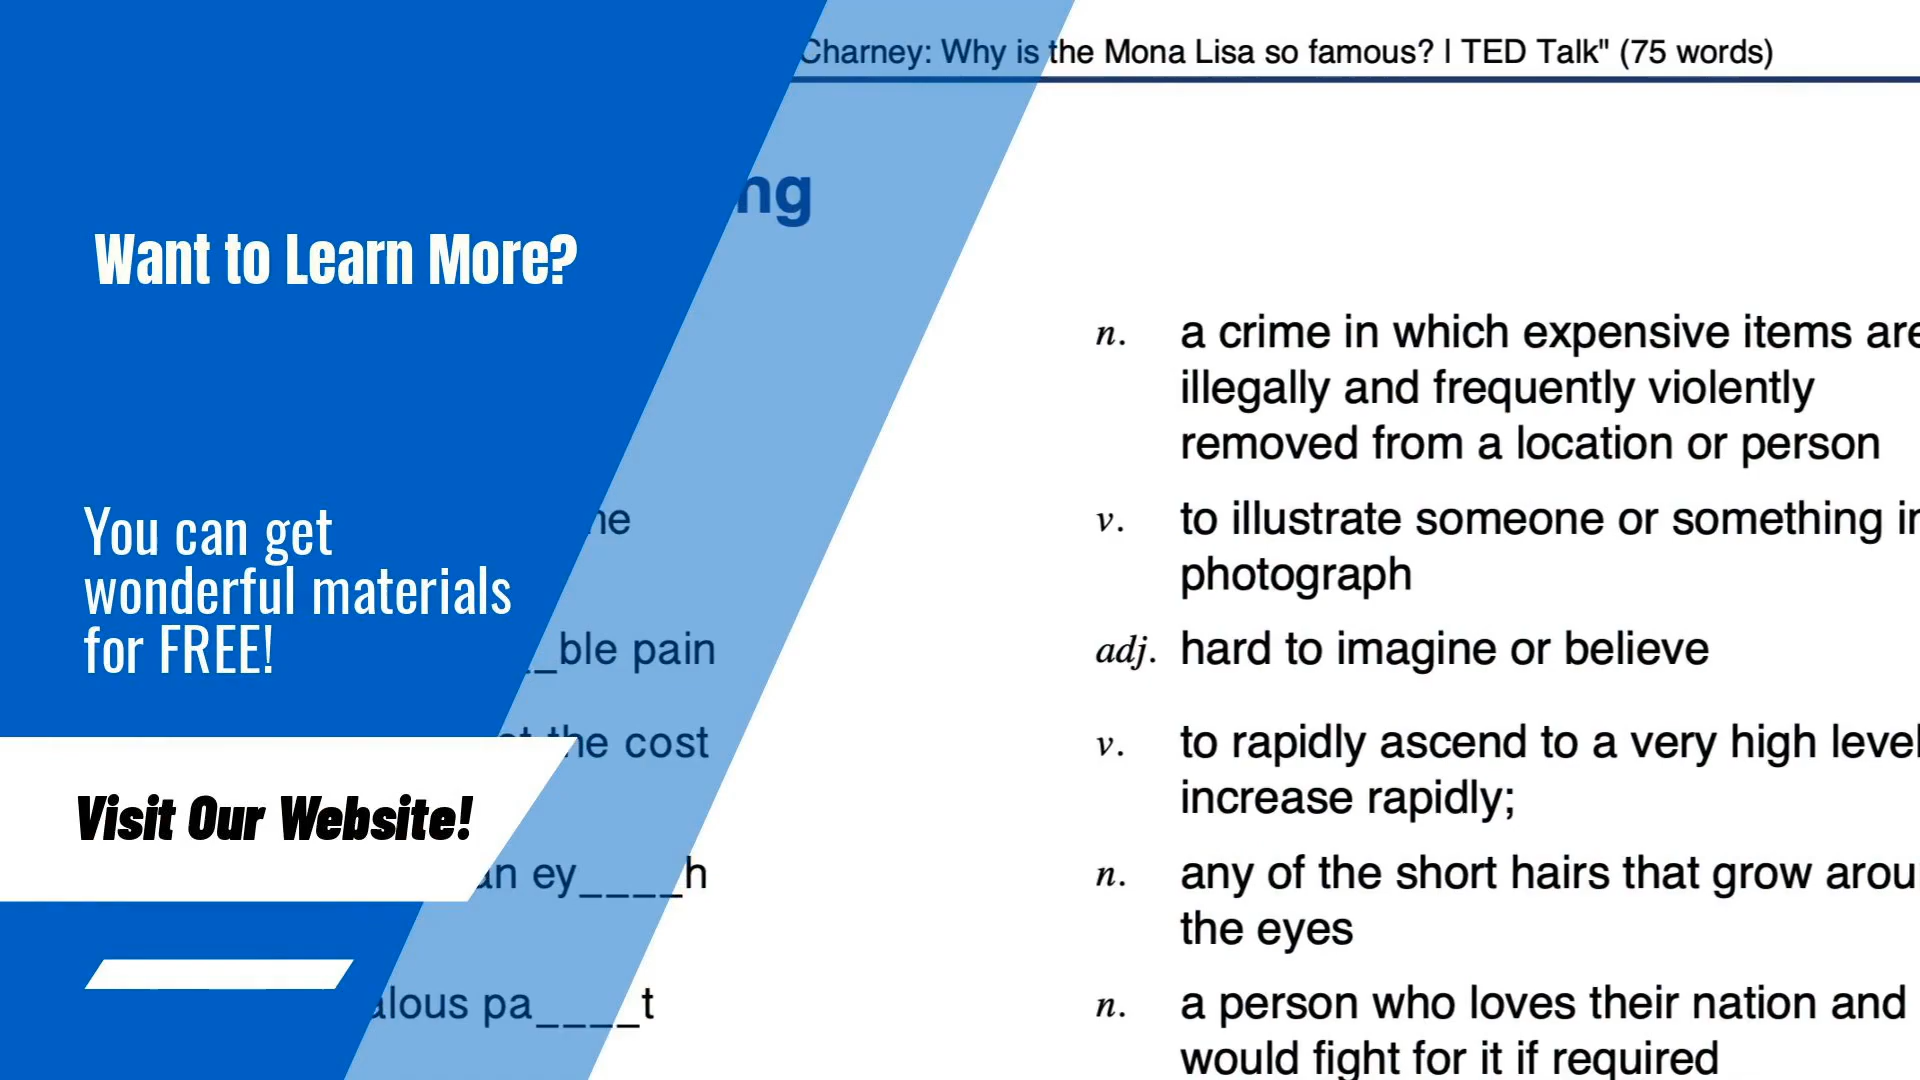 Charney: Why is the Mona Lisa so famous? | TED Talk" (75 words)
ng
Want to Learn More?
You can get
wonderful materials
for FREE!
Visit Our Website!
ne
__ble pain
the cost
an ey____h
alous pa____t
n. a crime in which expensive items are
illegally and frequently violently
removed from a location or person
v. to illustrate someone or something in
photograph
adj. hard to imagine or believe
v. to rapidly ascend to a very high level
increase rapidly;
n. any of the short hairs that grow arou
the eyes
n. a person who loves their nation and
would fight for it if required